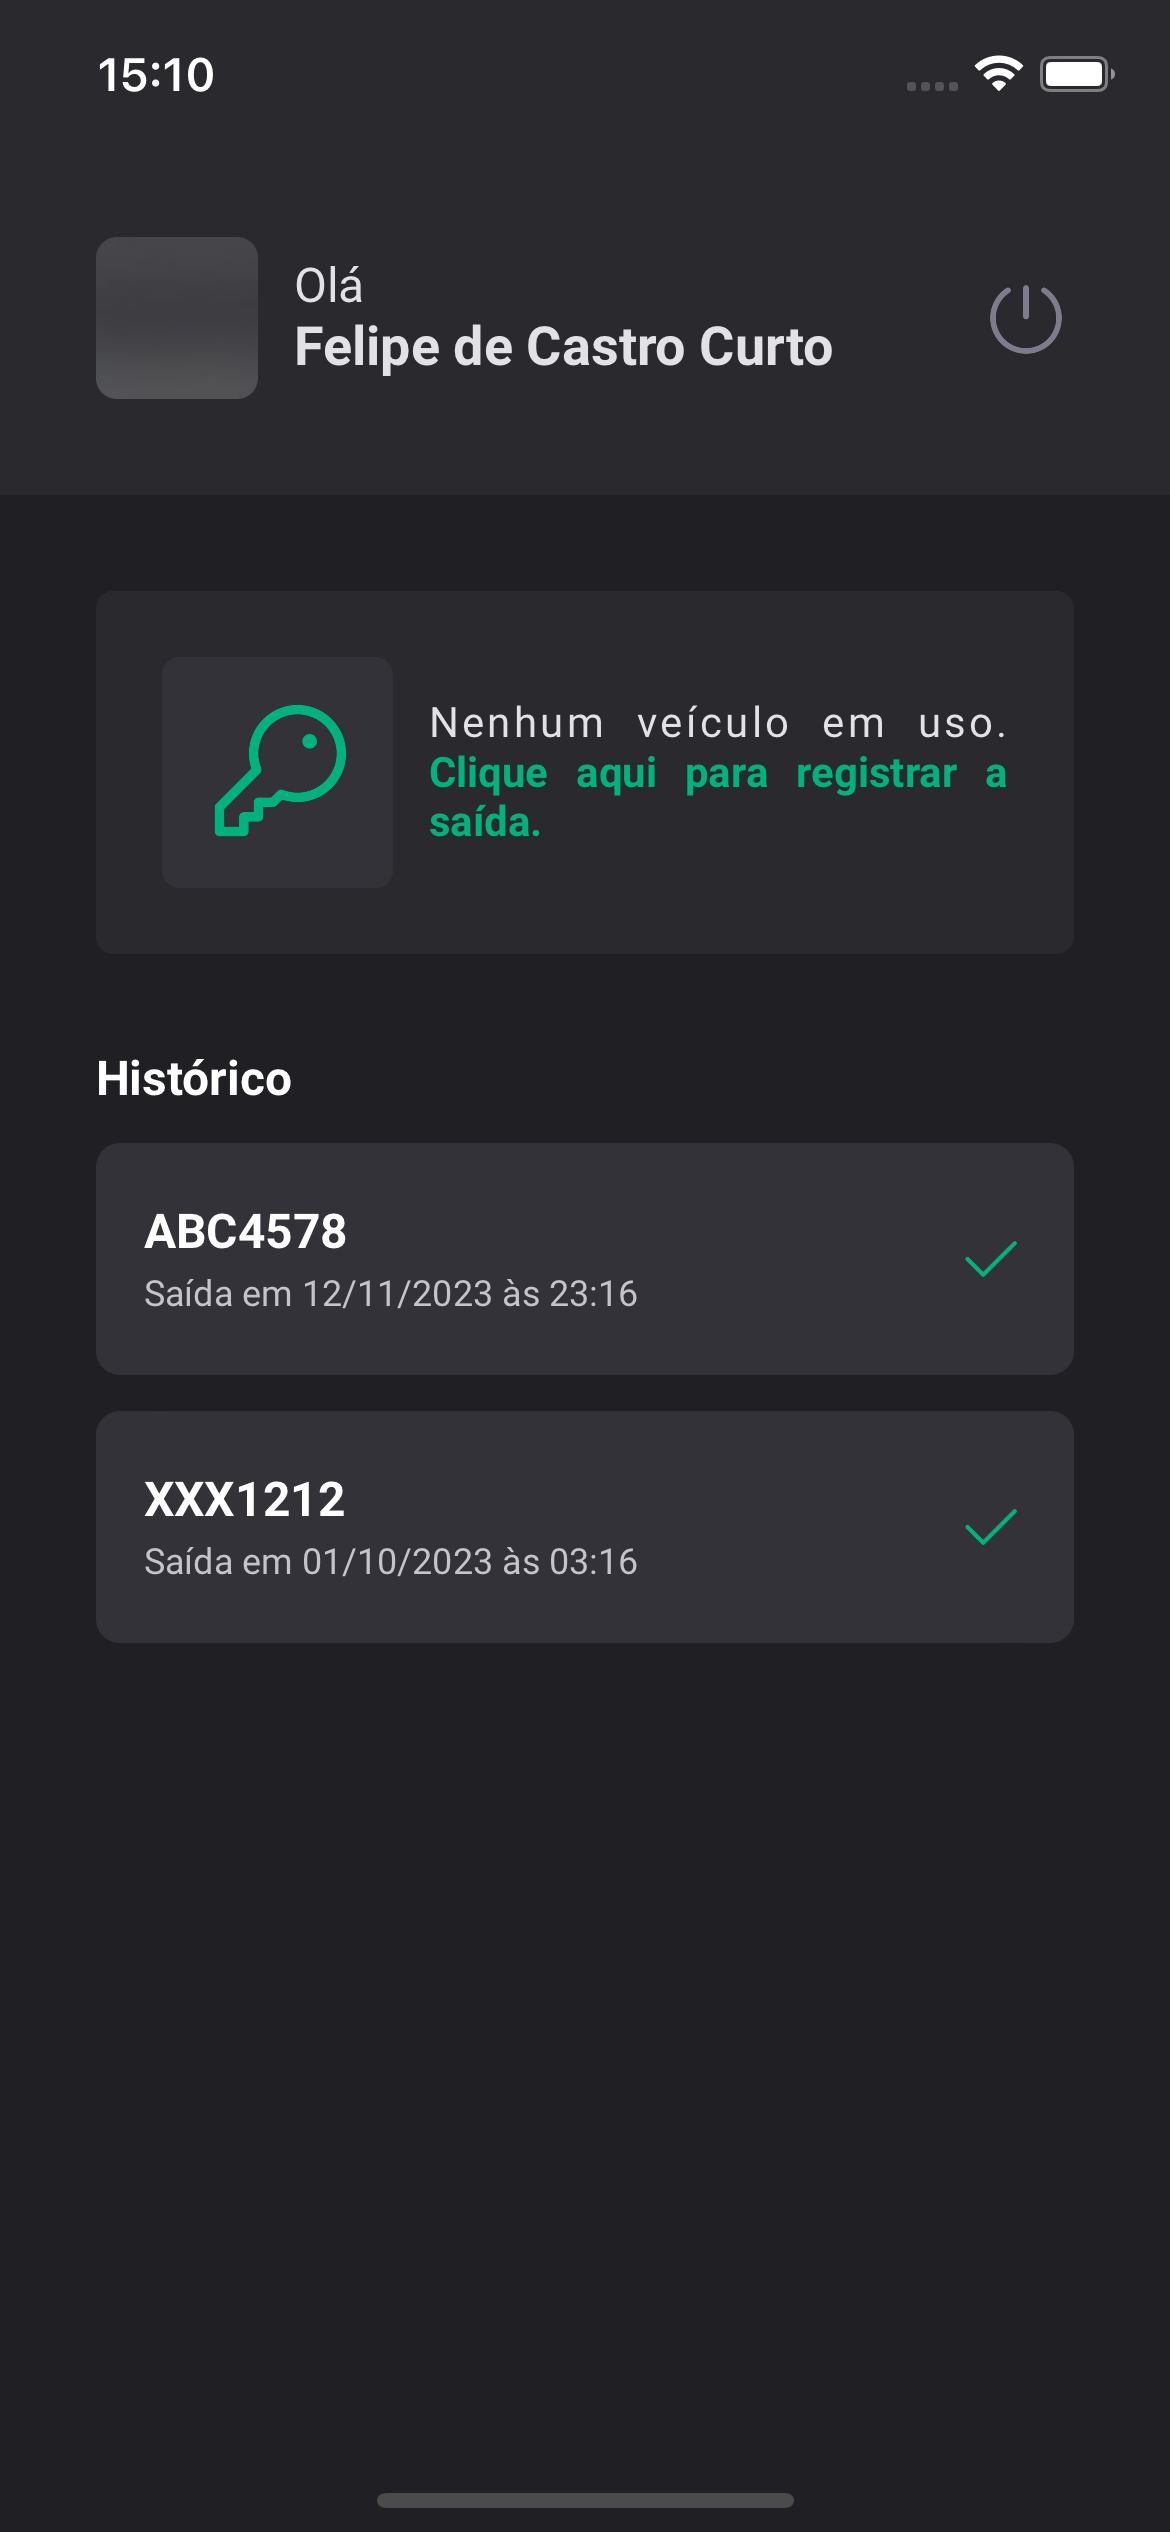 15:10
Olá
Felipe de Castro Curto
Nenhum veículo em uso.
Clique aqui para registrar a
saída.
Histórico
ABC4578
Saída em 12/11/2023 às 23:16
XXX1212
Saída em 01/10/2023 às 03:16